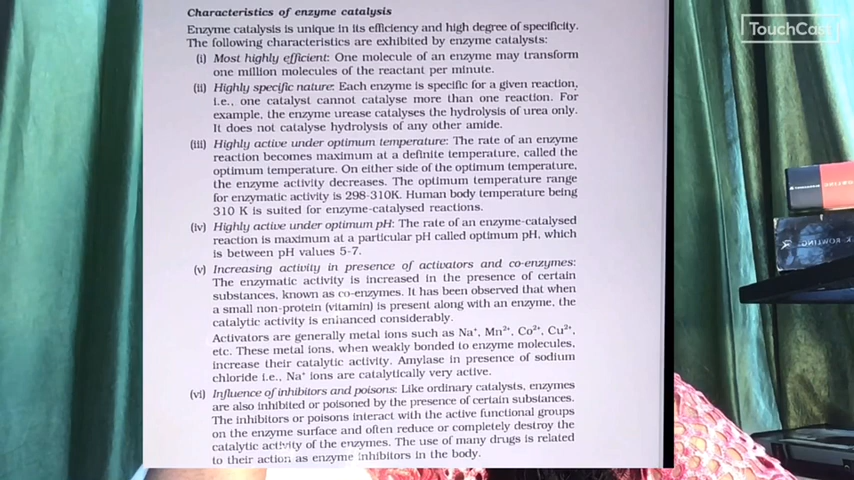 Characteristics of enzyme catalysis
Enzyme catalysis is unique in its efficiency and high degree of specificity.
The following characteristics are exhibited by enzyme catalysts:
(i) Most highly efficient: One molecule of an enzyme may transform
one million molecules of the reactant per minute.
(ii) Highly specific nature: Each enzyme is specific for a given reaction,
i.e., one catalyst cannot catalyse more than one reaction. For
example, the enzyme urease catalyses the hydrolysis of urea only.
It does not catalyse hydrolysis of any other amide.
(iii) Highly active under optimum temperature: The rate of an enzyme
reaction becomes maximum at a definite temperature, called the
optimum temperature. On either side of the optimum temperature,
the enzyme activity decreases. The optimum temperature range
for enzymatic activity is 298-310K. Human body temperature being
310 K is suited for enzyme-catalysed reactions.
(iv) Highly active under optimum pH: The rate of an enzyme-catalysed
reaction is maximum at a particular pH called optimum pH, which
is between pH values 5-7.
(v) Increasing activity in presence of activators and co-enzymes:
The enzymatic activity is increased in the presence of certain
substances, known as co-enzymes. It has been observed that when
a small non-protein (vitamin) is present along with an enzyme, the
catalytic activity is enhanced considerably.
Activators are generally metal ions such as Na⁺, Mn²⁺, Co²⁺, Cu²⁺,
etc. These metal ions, when weakly bonded to enzyme molecules,
increase their catalytic activity. Amylase in presence of sodium
chloride i.e., Na⁺ ions are catalytically very active.
(vi) Influence of inhibitors and poisons: Like ordinary catalysts, enzymes
are also inhibited or poisoned by the presence of certain substances.
The inhibitors or poisons interact with the active functional groups
on the enzyme surface and often reduce or completely destroy the
catalytic activity of the enzymes. The use of many drugs is related
to their action as enzyme inhibitors in the body.
TouchCast
K. ROWLING